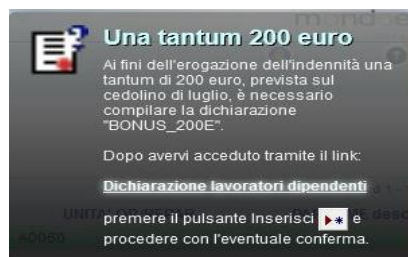 Una tantum 200 euro
Ai fini dell'erogazione dell'indennità una
tantum di 200 euro, prevista sul
cedolino di luglio, è necessario
compilare la dichiarazione
"BONUS_200E".
Dopo avervi acceduto tramite il link:
Dichiarazione lavoratori dipendenti
premere il pulsante Inserisci e
procedere con l'eventuale conferma.